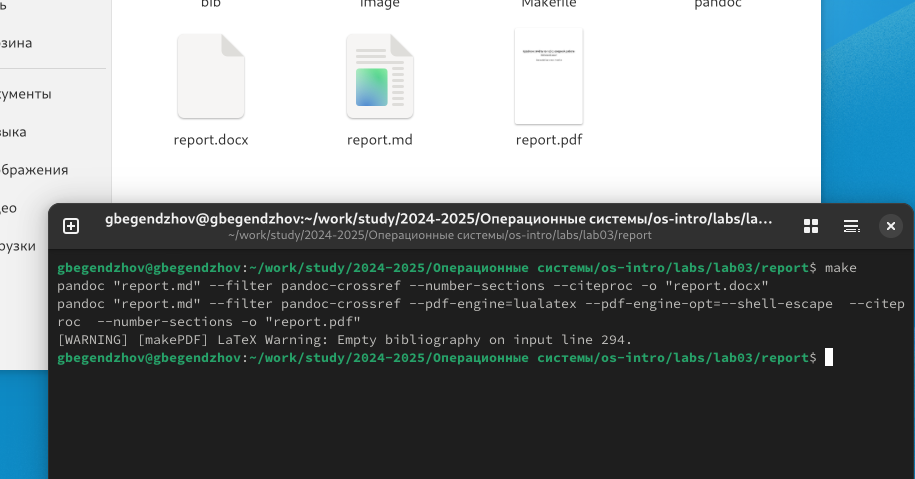 bib image Makefile pandoc
зина
кументы
report.docx report.md report.pdf
ыка
бражения
ео
рузки
gbegendzhov@gbegendzhov:~/work/study/2024-2025/Операционные системы/os-intro/labs/la...
~/work/study/2024-2025/Операционные системы/os-intro/labs/lab03/report
gbegendzhov@gbegendzhov:~/work/study/2024-2025/Операционные системы/os-intro/labs/lab03/report$ make
pandoc "report.md" --filter pandoc-crossref --number-sections --citeproc -o "report.docx"
pandoc "report.md" --filter pandoc-crossref --pdf-engine=lualatex --pdf-engine-opt=--shell-escape  --citep
roc  --number-sections -o "report.pdf"
[WARNING] [makePDF] LaTeX Warning: Empty bibliography on input line 294.
gbegendzhov@gbegendzhov:~/work/study/2024-2025/Операционные системы/os-intro/labs/lab03/report$